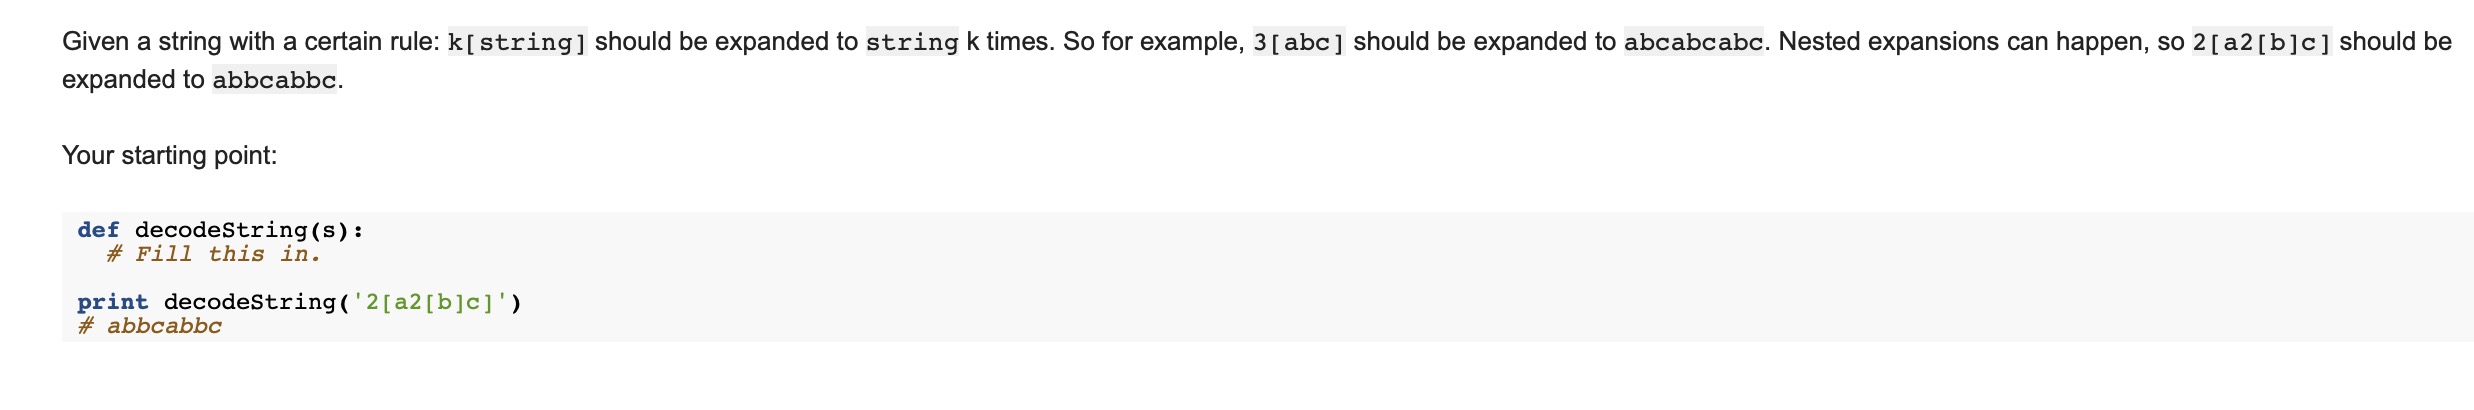 Given a string with a certain rule: k[string] should be expanded to string k times. So for example, 3[abc] should be expanded to abcabcabc. Nested expansions can happen, so 2[a2[b]c] should be
expanded to abbcabbc.
Your starting point:
def decodeString(s):
  # Fill this in.
print decodeString('2[a2[b]c]')
# abbcabbc